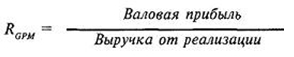 R_GPM = Валовая прибыль
Выручка от реализации